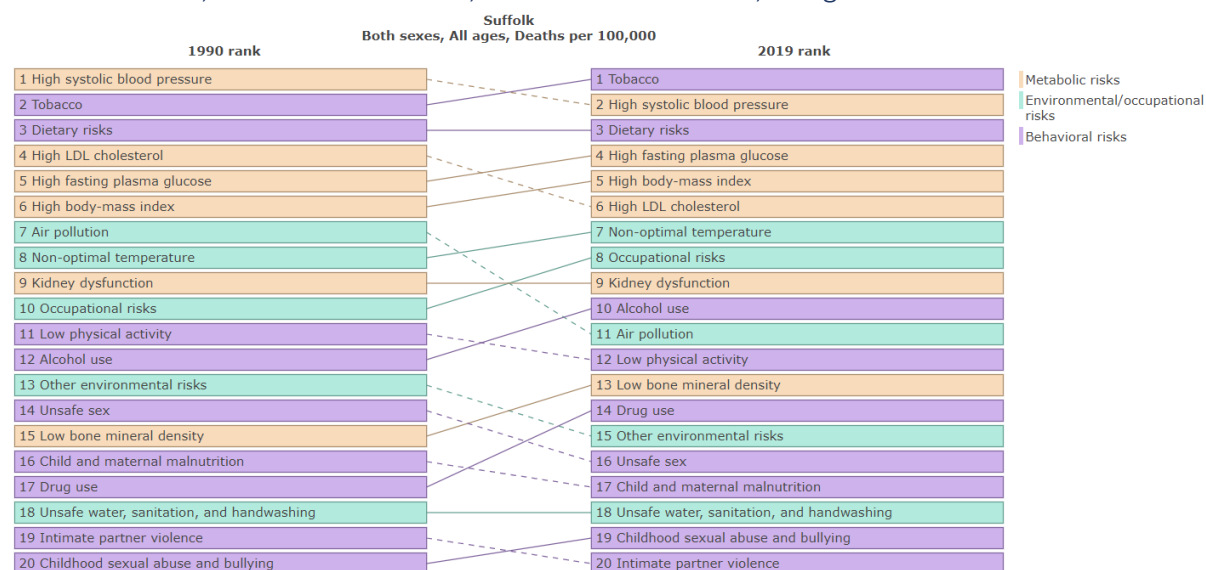 Suffolk
Both sexes, All ages, Deaths per 100,000
1990 rank
2019 rank
1 High systolic blood pressure
2 Tobacco
3 Dietary risks
4 High LDL cholesterol
5 High fasting plasma glucose
6 High body-mass index
7 Air pollution
8 Non-optimal temperature
9 Kidney dysfunction
10 Occupational risks
11 Low physical activity
12 Alcohol use
13 Other environmental risks
14 Unsafe sex
15 Low bone mineral density
16 Child and maternal malnutrition
17 Drug use
18 Unsafe water, sanitation, and handwashing
19 Intimate partner violence
20 Childhood sexual abuse and bullying
1 Tobacco
2 High systolic blood pressure
3 Dietary risks
4 High fasting plasma glucose
5 High body-mass index
6 High LDL cholesterol
7 Non-optimal temperature
8 Occupational risks
9 Kidney dysfunction
10 Alcohol use
11 Air pollution
12 Low physical activity
13 Low bone mineral density
14 Drug use
15 Other environmental risks
16 Unsafe sex
17 Child and maternal malnutrition
18 Unsafe water, sanitation, and handwashing
19 Childhood sexual abuse and bullying
20 Intimate partner violence
Metabolic risks
Environmental/occupational
risks
Behavioral risks